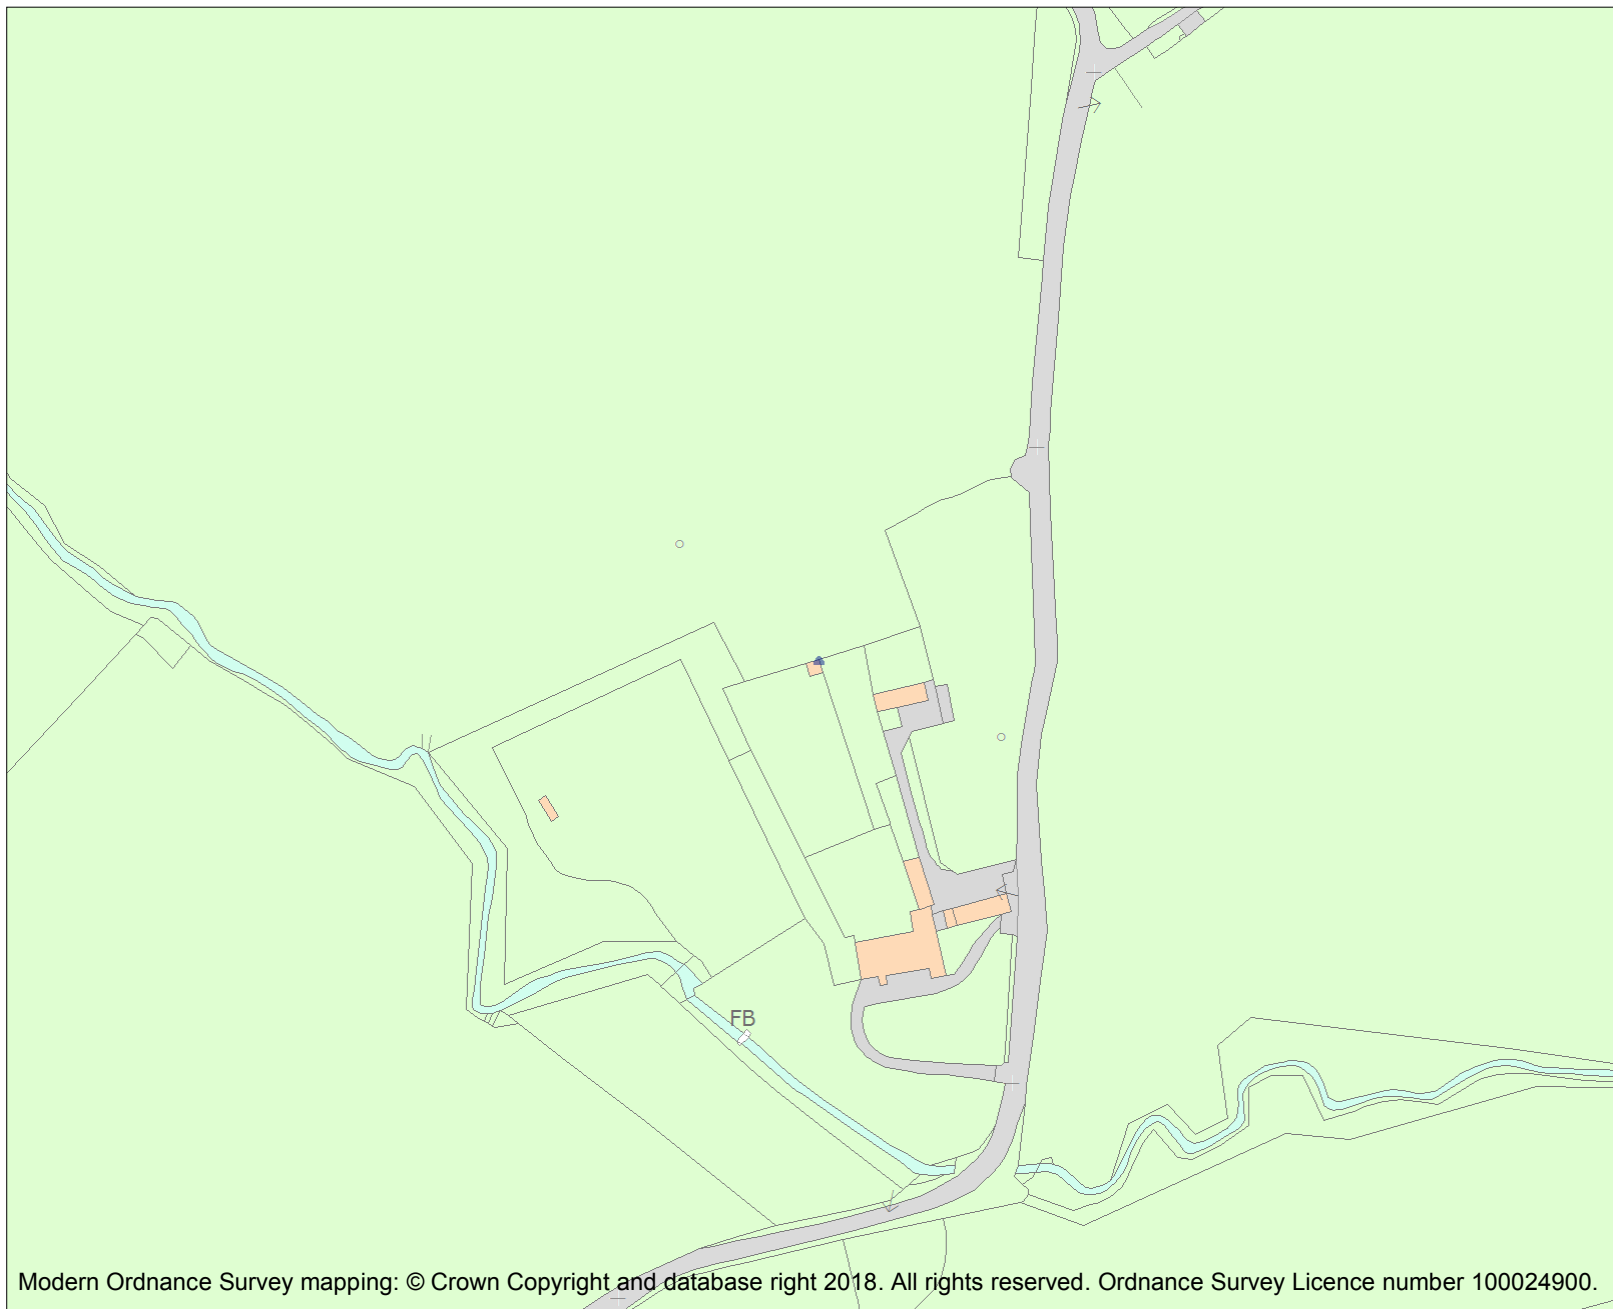 FB
Modern Ordnance Survey mapping: © Crown Copyright and database right 2018. All rights reserved. Ordnance Survey Licence number 100024900.